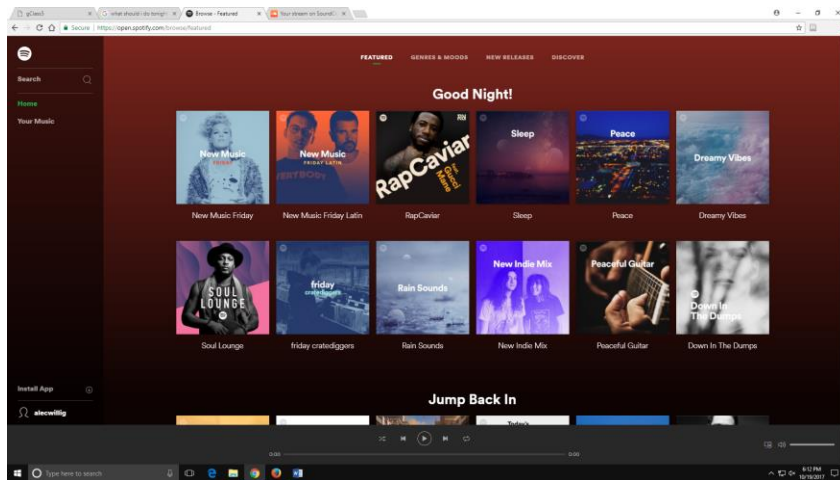 gClass5
what should i do tonigh
Browse - Featured
Your stream on SoundC
Secure
https://open.spotify.com/browse/featured
FEATURED GENRES & MOODS NEW RELEASES DISCOVER
Search
Home
Your Music
Good Night!
New Music
FRIDAY
New Music
FRIDAY LATIN
EVERYBODY
RapCaviar
feat. Gucci Mane
Sleep
Peace
Dreamy Vibes
New Music Friday
New Music Friday Latin
RapCaviar
Sleep
Peace
Dreamy Vibes
SOUL
LOUNGE
friday
cratediggers
Rain Sounds
New Indie Mix
Peaceful Guitar
Down In
The Dumps
Soul Lounge
friday cratediggers
Rain Sounds
New Indie Mix
Peaceful Guitar
Down In The Dumps
Install App
alecwillig
Jump Back In
Today's
0:00
0:00
Type here to search
6:12 PM
10/19/2017